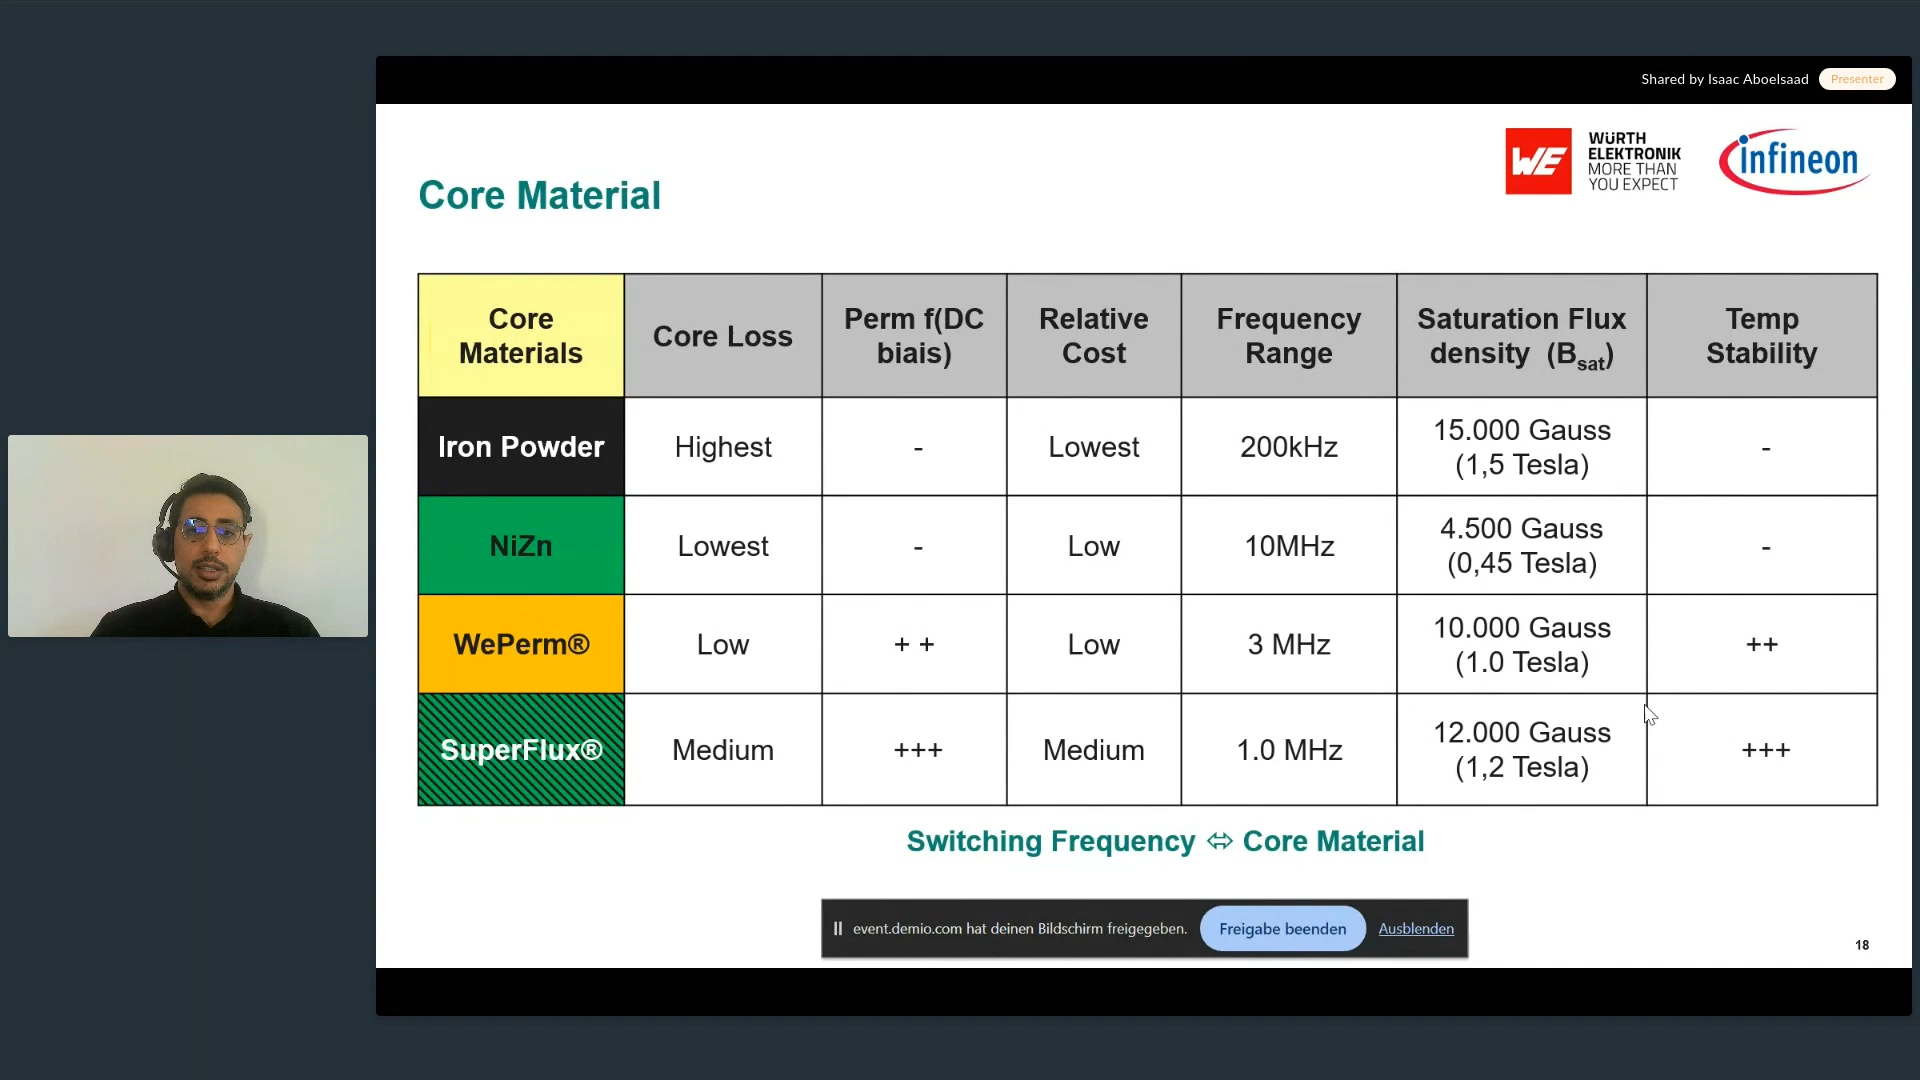 Shared by Isaac Aboelsaad Presenter
WE WÜRTH ELEKTRONIK MORE THAN YOU EXPECT
infineon
Core Material
Core Materials
Core Loss
Perm f(DC biais)
Relative Cost
Frequency Range
Saturation Flux density (Bsat)
Temp Stability
Iron Powder
Highest
-
Lowest
200kHz
15.000 Gauss
(1,5 Tesla)
-
NiZn
Lowest
-
Low
10MHz
4.500 Gauss
(0,45 Tesla)
-
WePerm®
Low
+ +
Low
3 MHz
10.000 Gauss
(1.0 Tesla)
++
SuperFlux®
Medium
+++
Medium
1.0 MHz
12.000 Gauss
(1,2 Tesla)
+++
Switching Frequency ⇔ Core Material
event.demio.com hat deinen Bildschirm freigegeben. Freigabe beenden Ausblenden
18